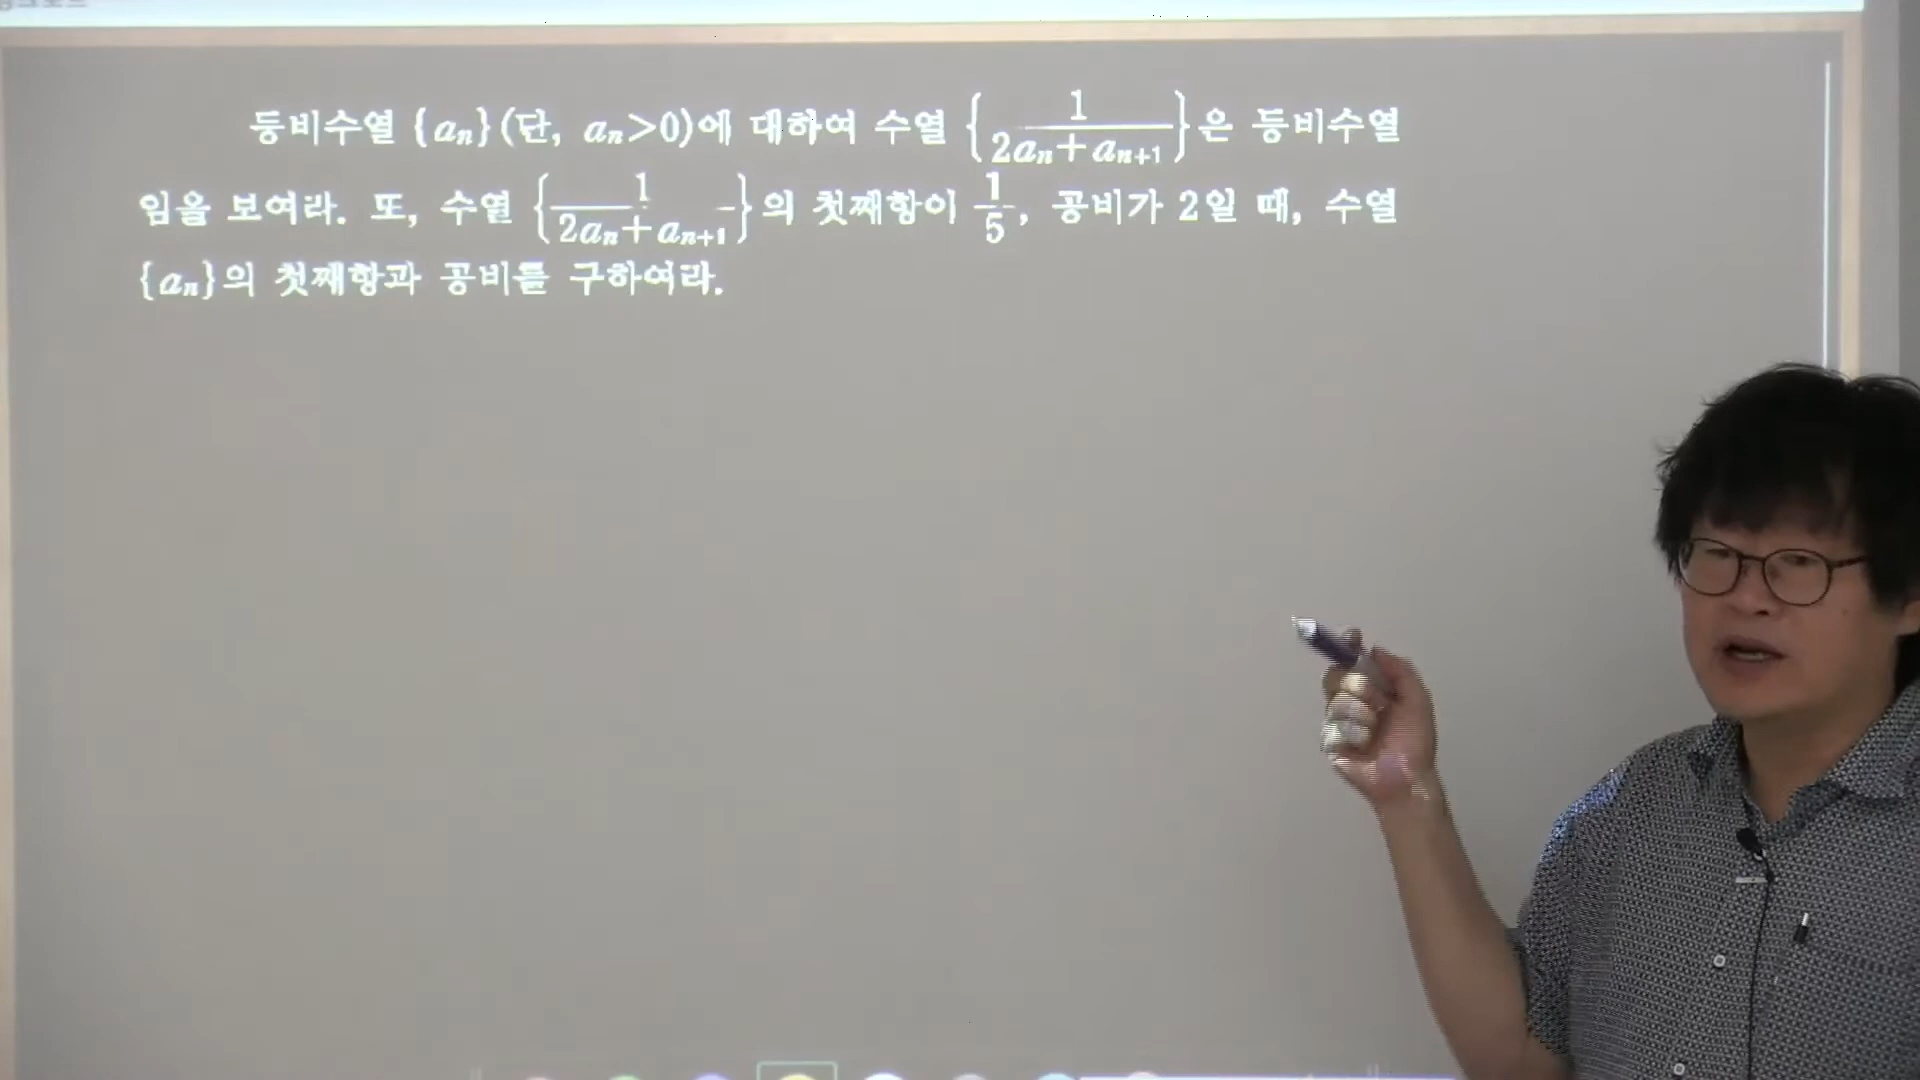 등비수열 {aₙ}(단, aₙ>0)에 대하여 수열 {1/(2aₙ+aₙ₊₁)}은 등비수열
임을 보여라. 또, 수열 {1/(2aₙ+aₙ₊₁)}의 첫째항이 1/5, 공비가 2일 때, 수열
{aₙ}의 첫째항과 공비를 구하여라.